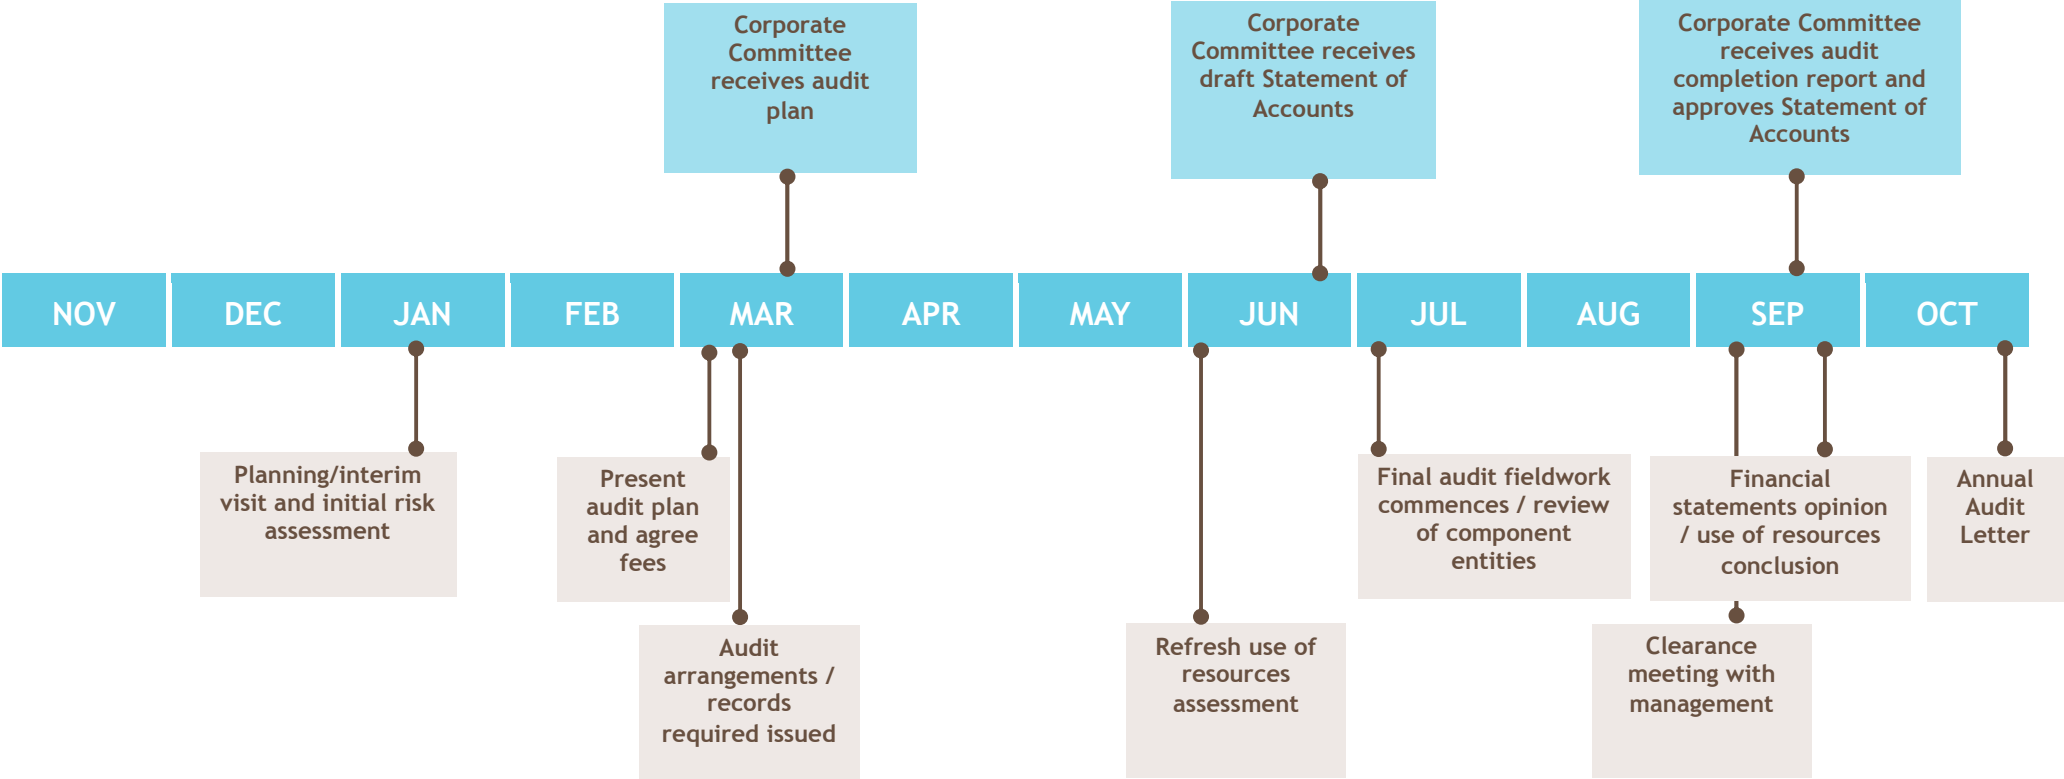 Corporate
Committee
receives audit
plan
Corporate
Committee receives
draft Statement of
Accounts
Corporate Committee
receives audit
completion report and
approves Statement of
Accounts
NOV
DEC
JAN
FEB
MAR
APR
MAY
JUN
JUL
AUG
SEP
OCT
Planning/interim
visit and initial risk
assessment
Present
audit plan
and agree
fees
Final audit fieldwork
commences / review
of component
entities
Financial
statements opinion
/ use of resources
conclusion
Annual
Audit
Letter
Audit
arrangements /
records
required issued
Refresh use of
resources
assessment
Clearance
meeting with
management